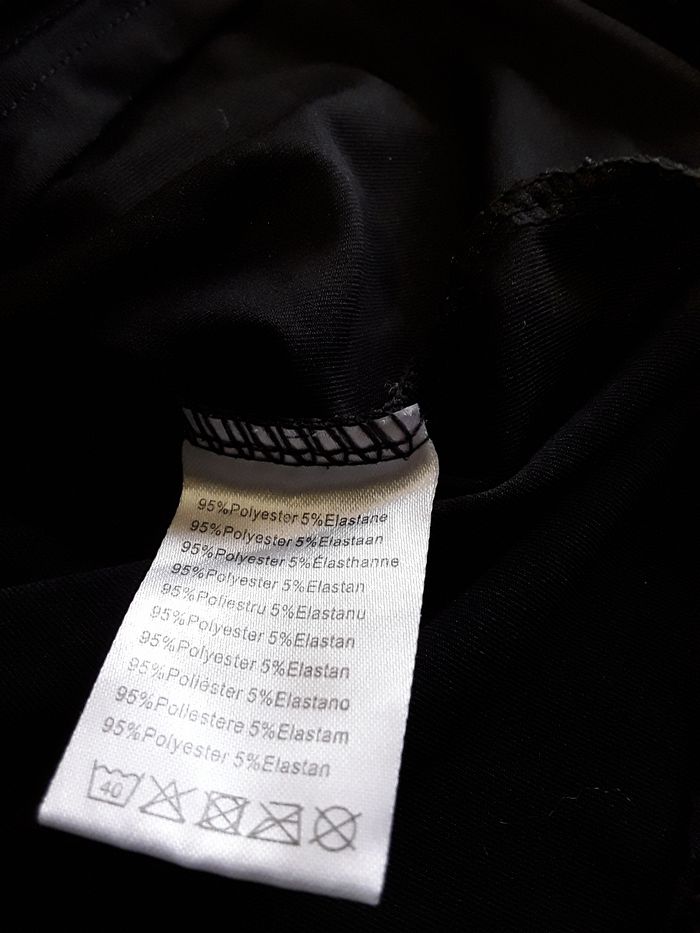 95%Polyester 5%Elastane
95%Polyester 5%Elastaan
95%Polyester 5%Élasthanne
95%Polyester 5%Elastan
95%Poliestru 5%Elastanu
95%Polyester 5%Elastan
95%Polyester 5%Elastan
95%Poliéster 5%Elastano
95%Poliestere 5%Elastam
95%Polyester 5%Elastan
40